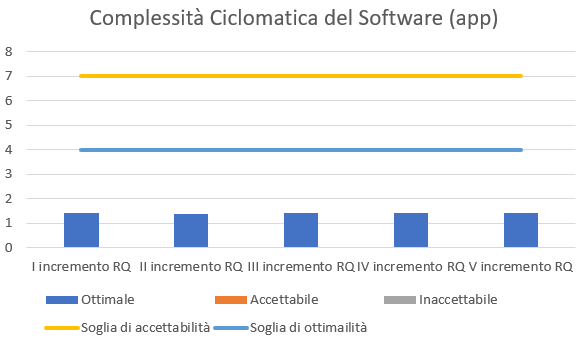 Complessità Ciclomatica del Software (app)
8
7
6
5
4
3
2
1
0
I incremento RQ II incremento RQ III incremento RQ IV incremento RQ V incremento RQ
Ottimale Accettabile Inaccettabile
Soglia di accettabilità Soglia di ottimailità